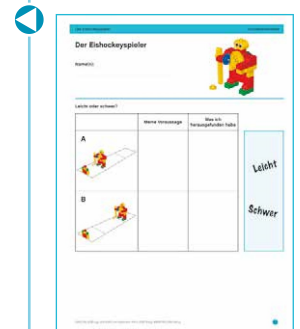 Der Eishockeyspieler
Name(n):
Leicht oder schwer?
Meine Voraussage
Was ich
herausgefunden habe
A
B
Leicht
Schwer